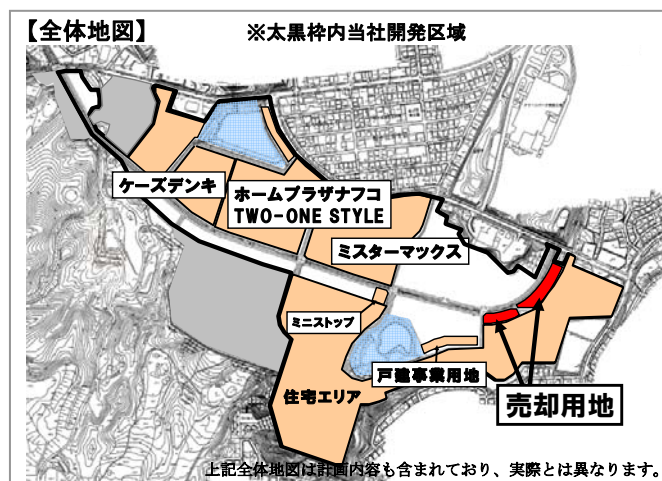 【全体地図】
※太黒枠内当社開発区域
ケーズデンキ
ホームプラザナフコ
TWO-ONE STYLE
ミスターマックス
ミニストップ
戸建事業用地
住宅エリア
売却用地
上記全体地図は計画内容も含まれており、実際とは異なります。